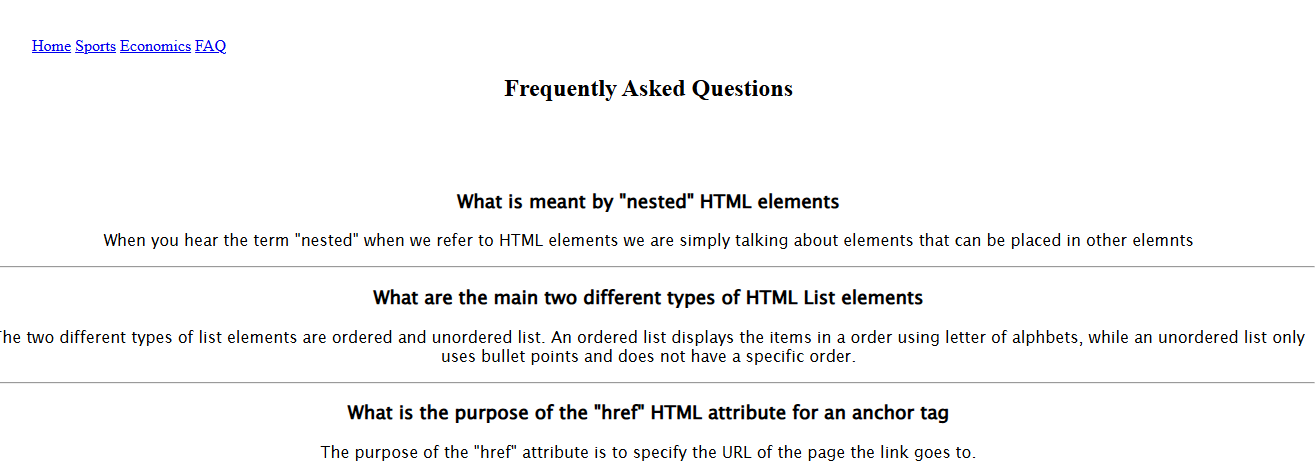 Home Sports Economics FAQ
Frequently Asked Questions
What is meant by "nested" HTML elements
When you hear the term "nested" when we refer to HTML elements we are simply talking about elements that can be placed in other elemnts
What are the main two different types of HTML List elements
The two different types of list elements are ordered and unordered list. An ordered list displays the items in a order using letter of alphbets, while an unordered list only
uses bullet points and does not have a specific order.
What is the purpose of the "href" HTML attribute for an anchor tag
The purpose of the "href" attribute is to specify the URL of the page the link goes to.